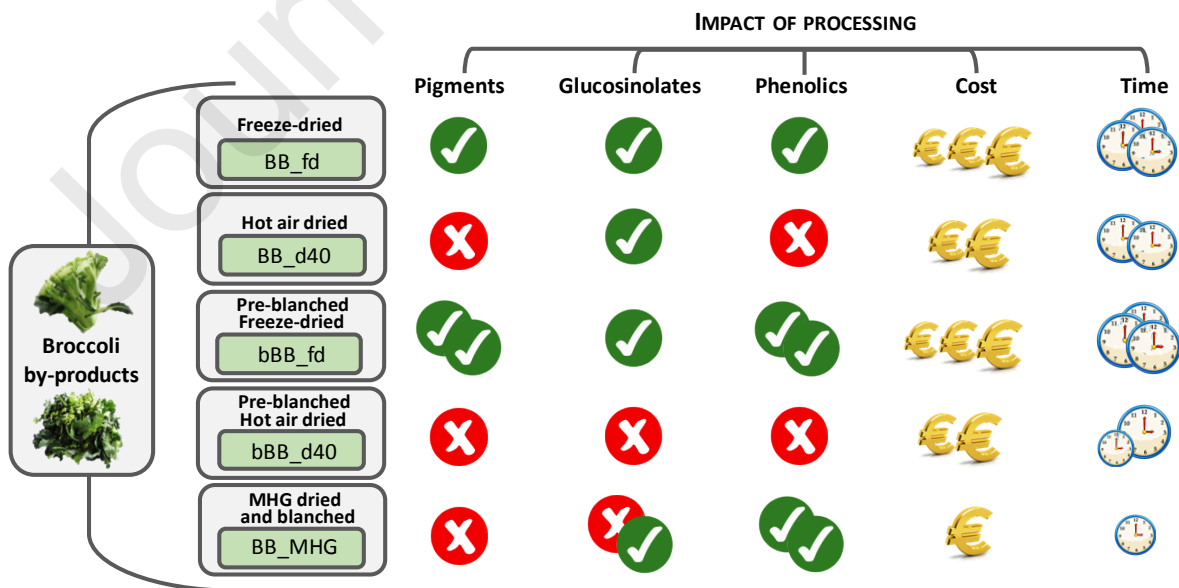 Journ
IMPACT OF PROCESSING
Pigments Glucosinolates Phenolics Cost Time
Freeze-dried
BB_fd
Hot air dried
BB_d40
Pre-blanched
Freeze-dried
bBB_fd
Broccoli
by-products
Pre-blanched
Hot air dried
bBB_d40
MHG dried
and blanched
BB_MHG